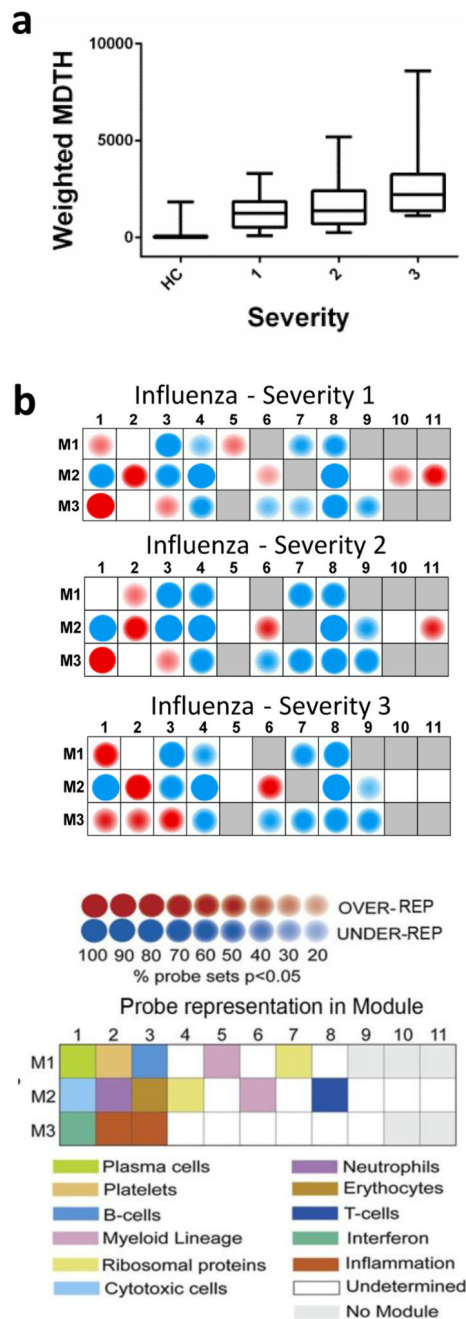 a
10000
5000
0
Weighted MDTH
HC
1
2
3
Severity
b
Influenza - Severity 1
1 2 3 4 5 6 7 8 9 10 11
M1
M2
M3
Influenza - Severity 2
1 2 3 4 5 6 7 8 9 10 11
M1
M2
M3
Influenza - Severity 3
1 2 3 4 5 6 7 8 9 10 11
M1
M2
M3
OVER-REP
UNDER-REP
100 90 80 70 60 50 40 30 20
% probe sets p<0.05
Probe representation in Module
1 2 3 4 5 6 7 8 9 10 11
M1
M2
M3
Plasma cells
Platelets
B-cells
Myeloid Lineage
Ribosomal proteins
Cytotoxic cells
Neutrophils
Erythocytes
T-cells
Interferon
Inflammation
Undetermined
No Module